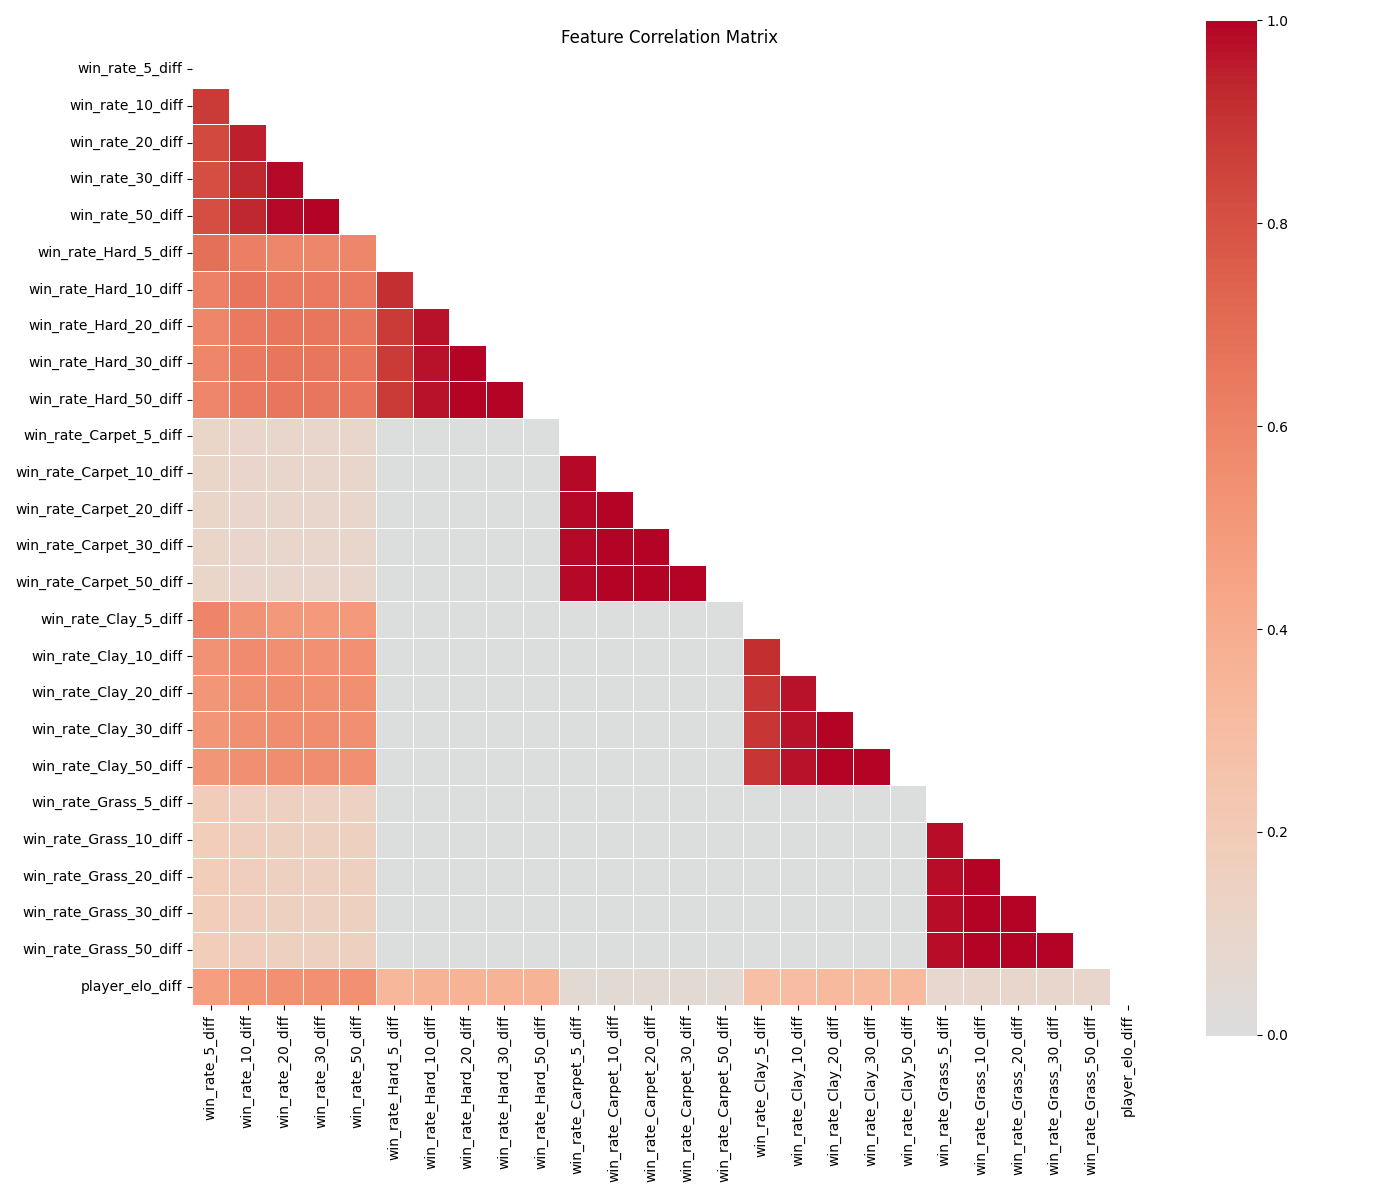 Feature Correlation Matrix
win_rate_5_diff
win_rate_10_diff
win_rate_20_diff
win_rate_30_diff
win_rate_50_diff
win_rate_Hard_5_diff
win_rate_Hard_10_diff
win_rate_Hard_20_diff
win_rate_Hard_30_diff
win_rate_Hard_50_diff
win_rate_Carpet_5_diff
win_rate_Carpet_10_diff
win_rate_Carpet_20_diff
win_rate_Carpet_30_diff
win_rate_Carpet_50_diff
win_rate_Clay_5_diff
win_rate_Clay_10_diff
win_rate_Clay_20_diff
win_rate_Clay_30_diff
win_rate_Clay_50_diff
win_rate_Grass_5_diff
win_rate_Grass_10_diff
win_rate_Grass_20_diff
win_rate_Grass_30_diff
win_rate_Grass_50_diff
player_elo_diff
win_rate_5_diff
win_rate_10_diff
win_rate_20_diff
win_rate_30_diff
win_rate_50_diff
win_rate_Hard_5_diff
win_rate_Hard_10_diff
win_rate_Hard_20_diff
win_rate_Hard_30_diff
win_rate_Hard_50_diff
win_rate_Carpet_5_diff
win_rate_Carpet_10_diff
win_rate_Carpet_20_diff
win_rate_Carpet_30_diff
win_rate_Carpet_50_diff
win_rate_Clay_5_diff
win_rate_Clay_10_diff
win_rate_Clay_20_diff
win_rate_Clay_30_diff
win_rate_Clay_50_diff
win_rate_Grass_5_diff
win_rate_Grass_10_diff
win_rate_Grass_20_diff
win_rate_Grass_30_diff
win_rate_Grass_50_diff
player_elo_diff
1.0
0.8
0.6
0.4
0.2
0.0